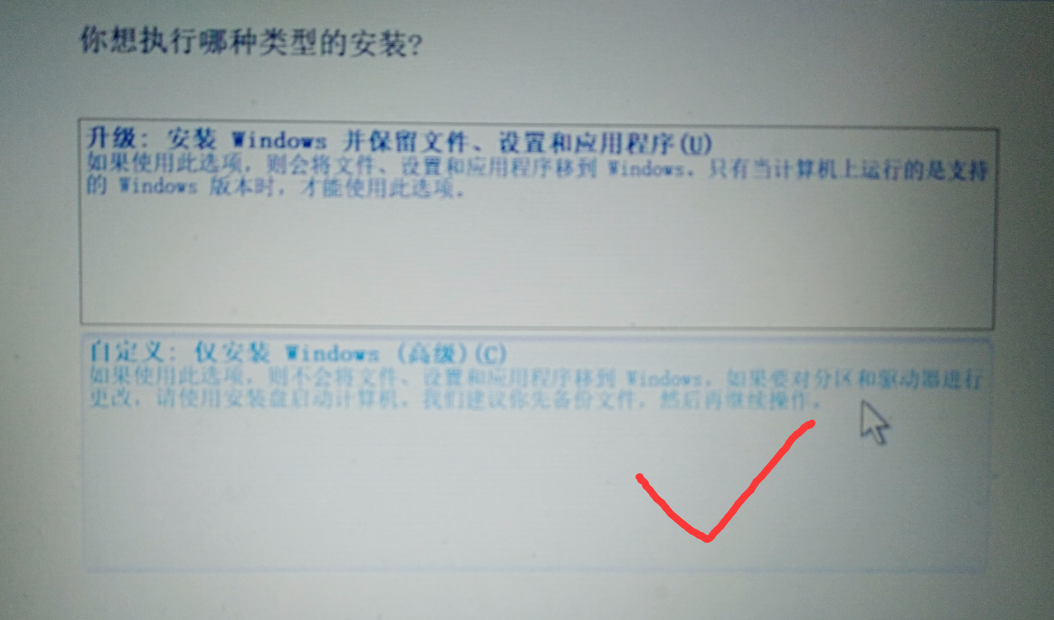 你想执行哪种类型的安装?
升级: 安装 Windows 并保留文件、设置和应用程序(U)
如果使用此选项，则会将文件、设置和应用程序移到 Windows。只有当计算机上运行的是支持
的 Windows 版本时，才能使用此选项。
自定义: 仅安装 Windows (高级)(C)
如果使用此选项，则不会将文件、设置和应用程序移到 Windows。如果要对分区和驱动器进行
更改，请使用安装盘启动计算机。我们建议你先备份文件，然后再继续操作。